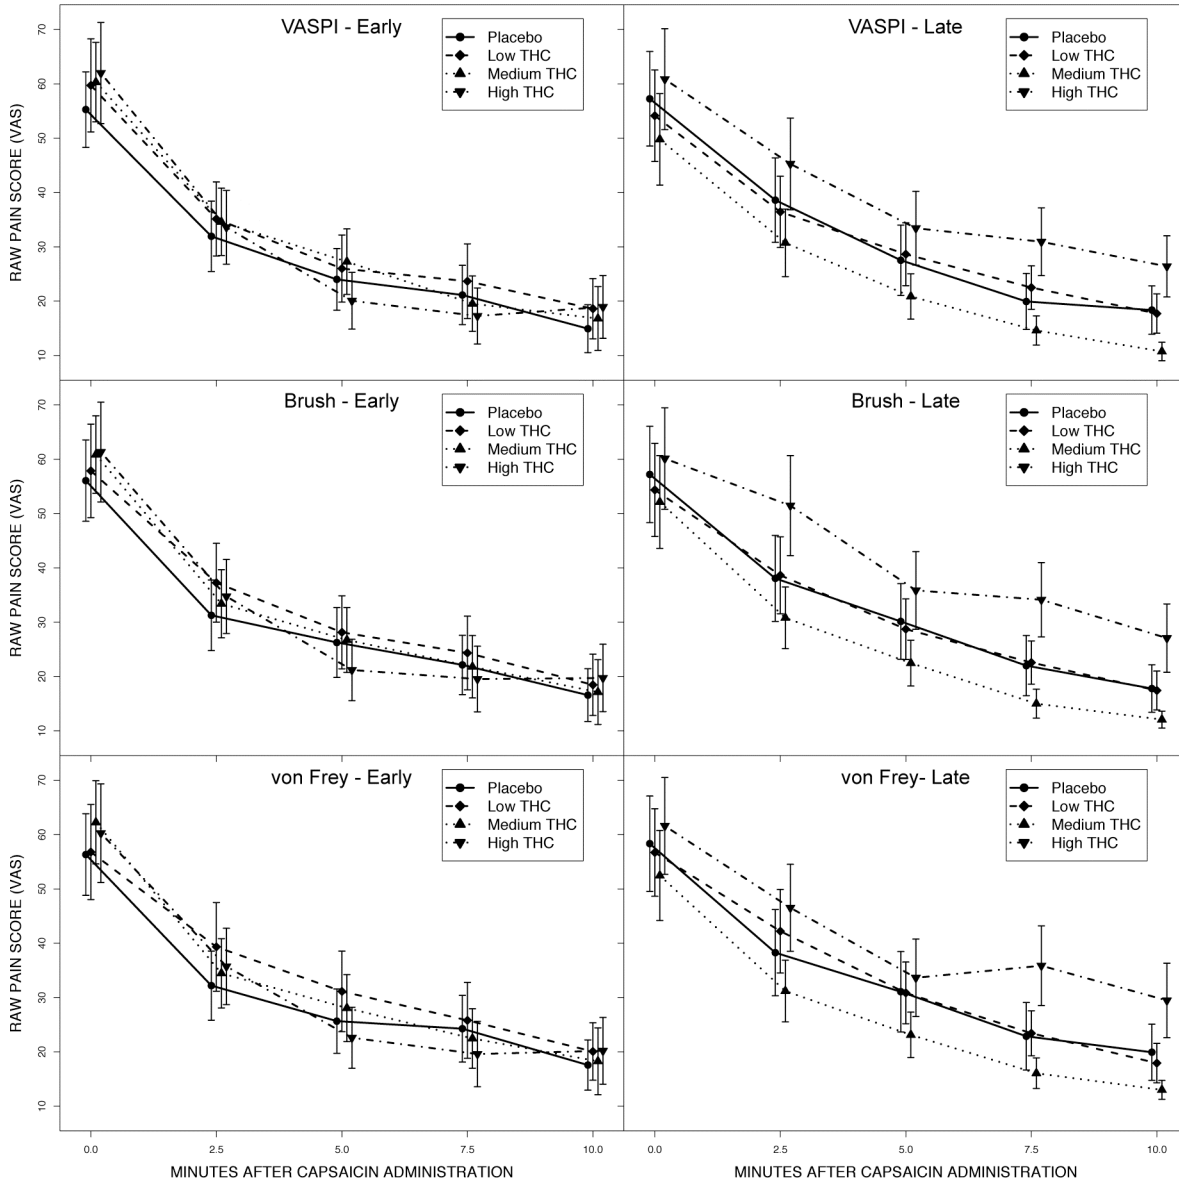 VASPI - Early
Placebo
Low THC
Medium THC
High THC
RAW PAIN SCORE (VAS)
70
60
50
40
30
20
10
VASPI - Late
Placebo
Low THC
Medium THC
High THC
Brush - Early
Placebo
Low THC
Medium THC
High THC
RAW PAIN SCORE (VAS)
70
60
50
40
30
20
10
Brush - Late
Placebo
Low THC
Medium THC
High THC
von Frey - Early
Placebo
Low THC
Medium THC
High THC
RAW PAIN SCORE (VAS)
70
60
50
40
30
20
10
von Frey- Late
Placebo
Low THC
Medium THC
High THC
0.0 2.5 5.0 7.5 10.0
MINUTES AFTER CAPSAICIN ADMINISTRATION
0.0 2.5 5.0 7.5 10.0
MINUTES AFTER CAPSAICIN ADMINISTRATION